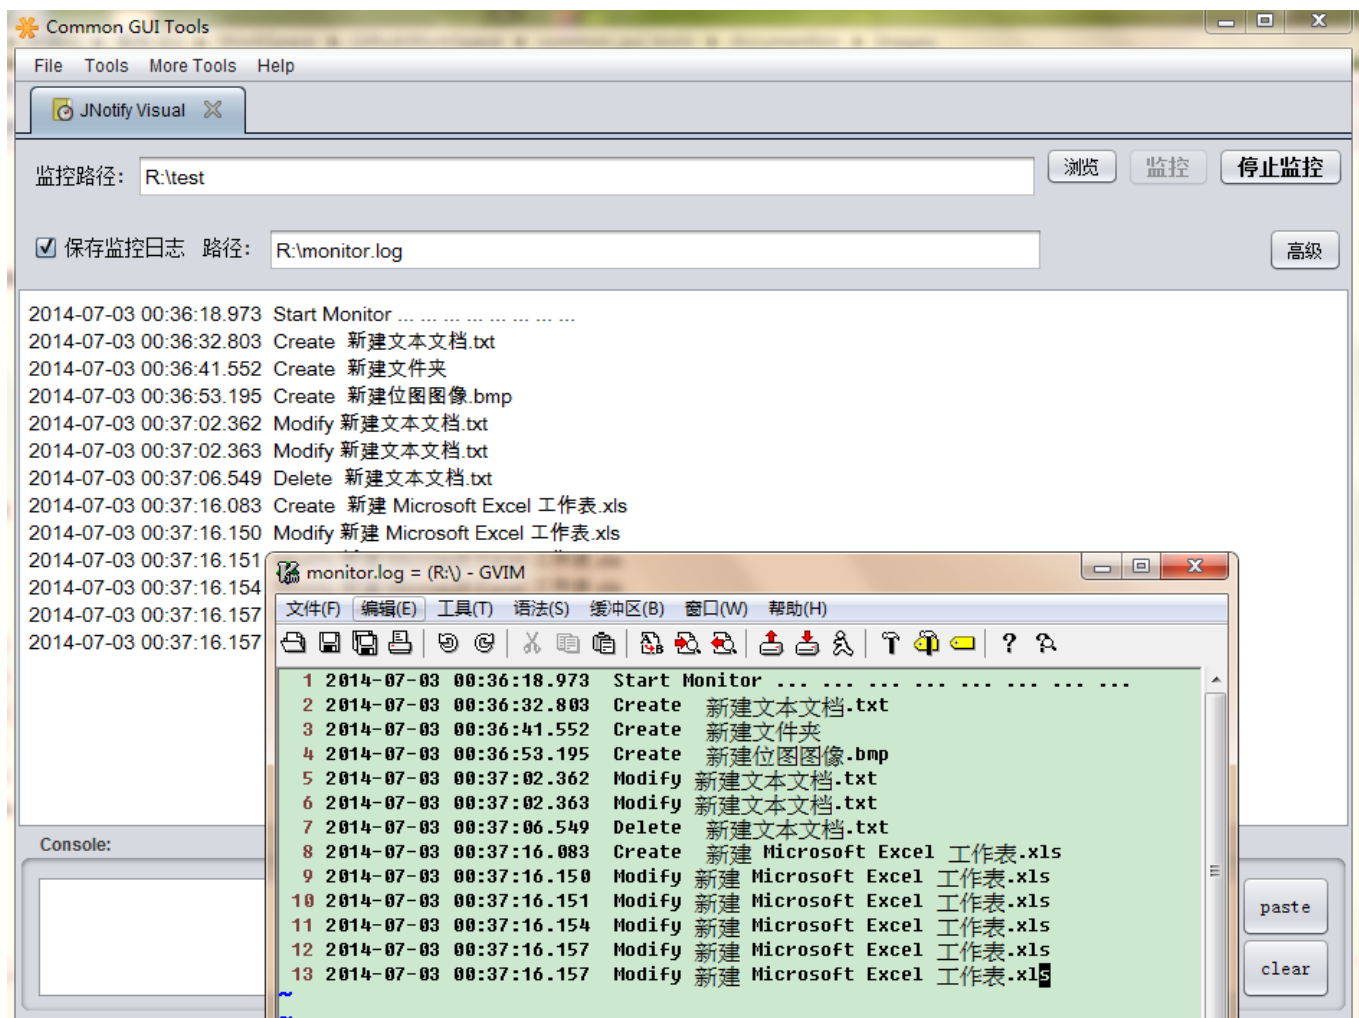 Common GUI Tools
File Tools More Tools Help
JNotify Visual
监控路径: R:\test 浏览 监控 停止监控
保存监控日志 路径: R:\monitor.log 高级
2014-07-03 00:36:18.973 Start Monitor ... ... ... ... ... ... ... ...
2014-07-03 00:36:32.803 Create 新建文本文档.txt
2014-07-03 00:36:41.552 Create 新建文件夹
2014-07-03 00:36:53.195 Create 新建位图图像.bmp
2014-07-03 00:37:02.362 Modify 新建文本文档.txt
2014-07-03 00:37:02.363 Modify 新建文本文档.txt
2014-07-03 00:37:06.549 Delete 新建文本文档.txt
2014-07-03 00:37:16.083 Create 新建 Microsoft Excel 工作表.xls
2014-07-03 00:37:16.150 Modify 新建 Microsoft Excel 工作表.xls
2014-07-03 00:37:16.151
2014-07-03 00:37:16.154
2014-07-03 00:37:16.157
2014-07-03 00:37:16.157
monitor.log = (R:\) - GVIM
文件(F) 编辑(E) 工具(T) 语法(S) 缓冲区(B) 窗口(W) 帮助(H)
1 2014-07-03 00:36:18.973 Start Monitor ... ... ... ... ... ... ... ...
2 2014-07-03 00:36:32.803 Create 新建文本文档.txt
3 2014-07-03 00:36:41.552 Create 新建文件夹
4 2014-07-03 00:36:53.195 Create 新建位图图像.bmp
5 2014-07-03 00:37:02.362 Modify 新建文本文档.txt
6 2014-07-03 00:37:02.363 Modify 新建文本文档.txt
7 2014-07-03 00:37:06.549 Delete 新建文本文档.txt
8 2014-07-03 00:37:16.083 Create 新建 Microsoft Excel 工作表.xls
9 2014-07-03 00:37:16.150 Modify 新建 Microsoft Excel 工作表.xls
10 2014-07-03 00:37:16.151 Modify 新建 Microsoft Excel 工作表.xls
11 2014-07-03 00:37:16.154 Modify 新建 Microsoft Excel 工作表.xls
12 2014-07-03 00:37:16.157 Modify 新建 Microsoft Excel 工作表.xls
13 2014-07-03 00:37:16.157 Modify 新建 Microsoft Excel 工作表.xls
~
Console:
paste
clear